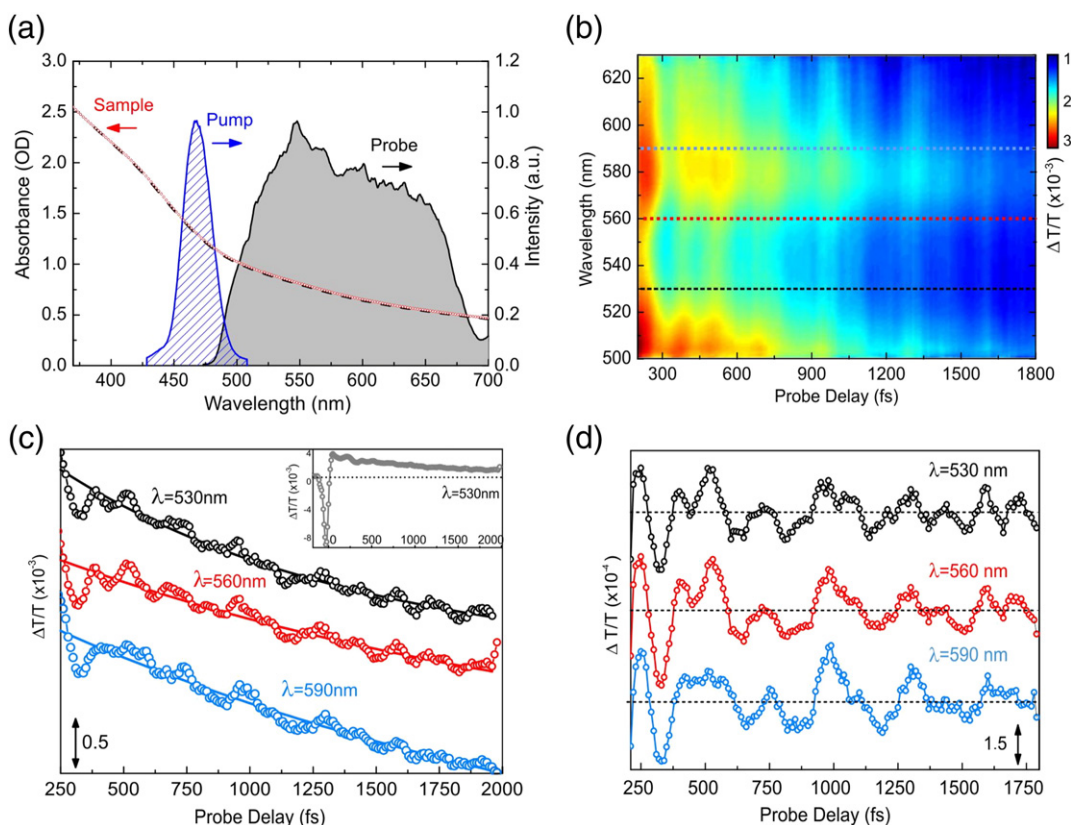 (a)
3.0
2.5
2.0
1.5
1.0
0.5
0.0
Absorbance (OD)
Sample
Pump
Probe
1.2
1.0
0.8
0.6
0.4
0.2
0.0
Intensity (a.u.)
400 450 500 550 600 650 700
Wavelength (nm)
(b)
620
600
580
560
540
520
500
Wavelength (nm)
300 600 900 1200 1500 1800
Probe Delay (fs)
1
2
3
ΔT/T (x10⁻³)
(c)
ΔT/T (x10⁻³)
λ=530nm
λ=560nm
λ=590nm
0.5
4
0
-4
-8
ΔT/T (x10⁻³)
λ=530nm
0 500 1000 1500 2000
250 500 750 1000 1250 1500 1750 2000
Probe Delay (fs)
(d)
Δ T/T (x10⁻⁴)
λ=530 nm
λ=560 nm
λ=590 nm
1.5
250 500 750 1000 1250 1500 1750
Probe Delay (fs)